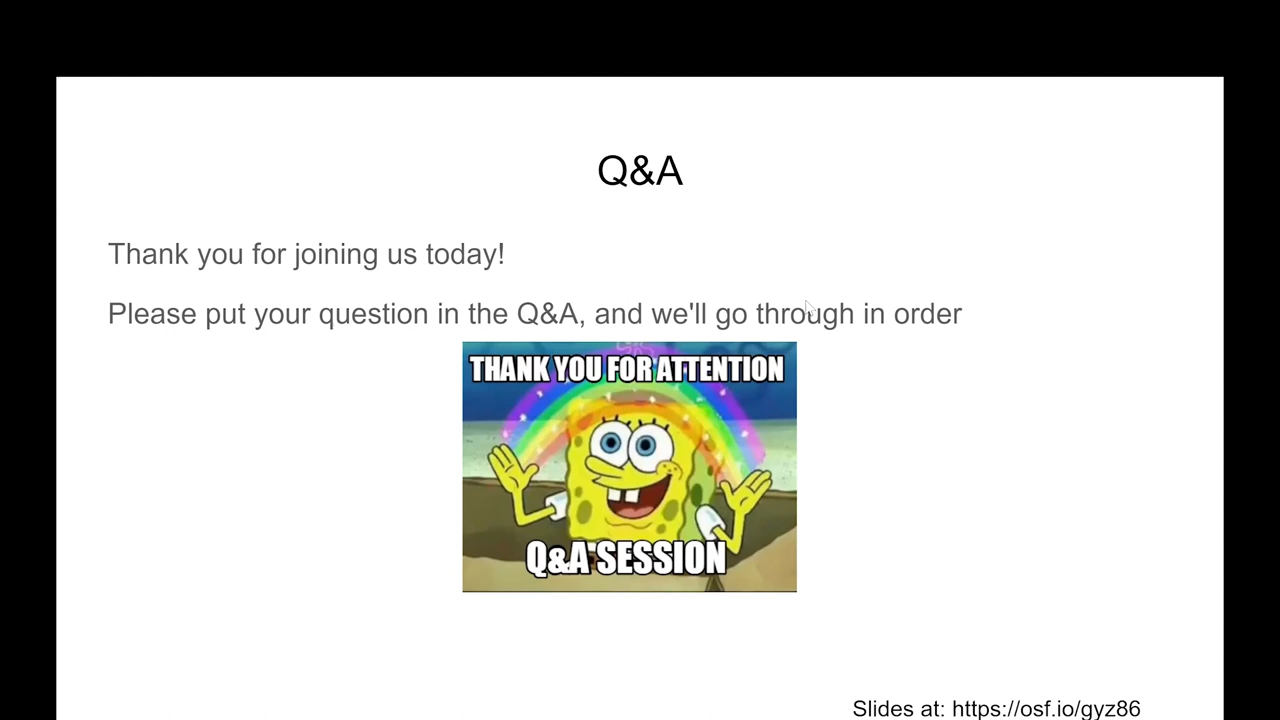 Q&A
Thank you for joining us today!
Please put your question in the Q&A, and we'll go through in order
THANK YOU FOR ATTENTION
Q&A SESSION
Slides at: https://osf.io/gyz86